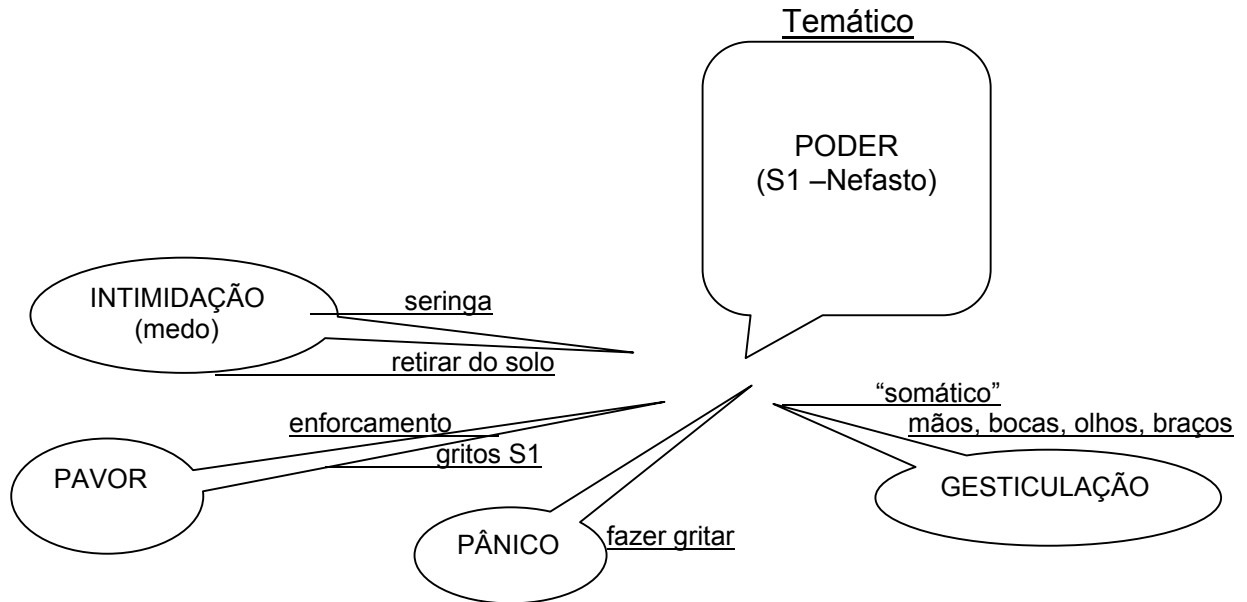 Temático
PODER
(S1 –Nefasto)
INTIMIDAÇÃO
(medo)
seringa
retirar do solo
enforcamento
gritos S1
PAVOR
PÂNICO
fazer gritar
“somático”
mãos, bocas, olhos, braços
GESTICULAÇÃO